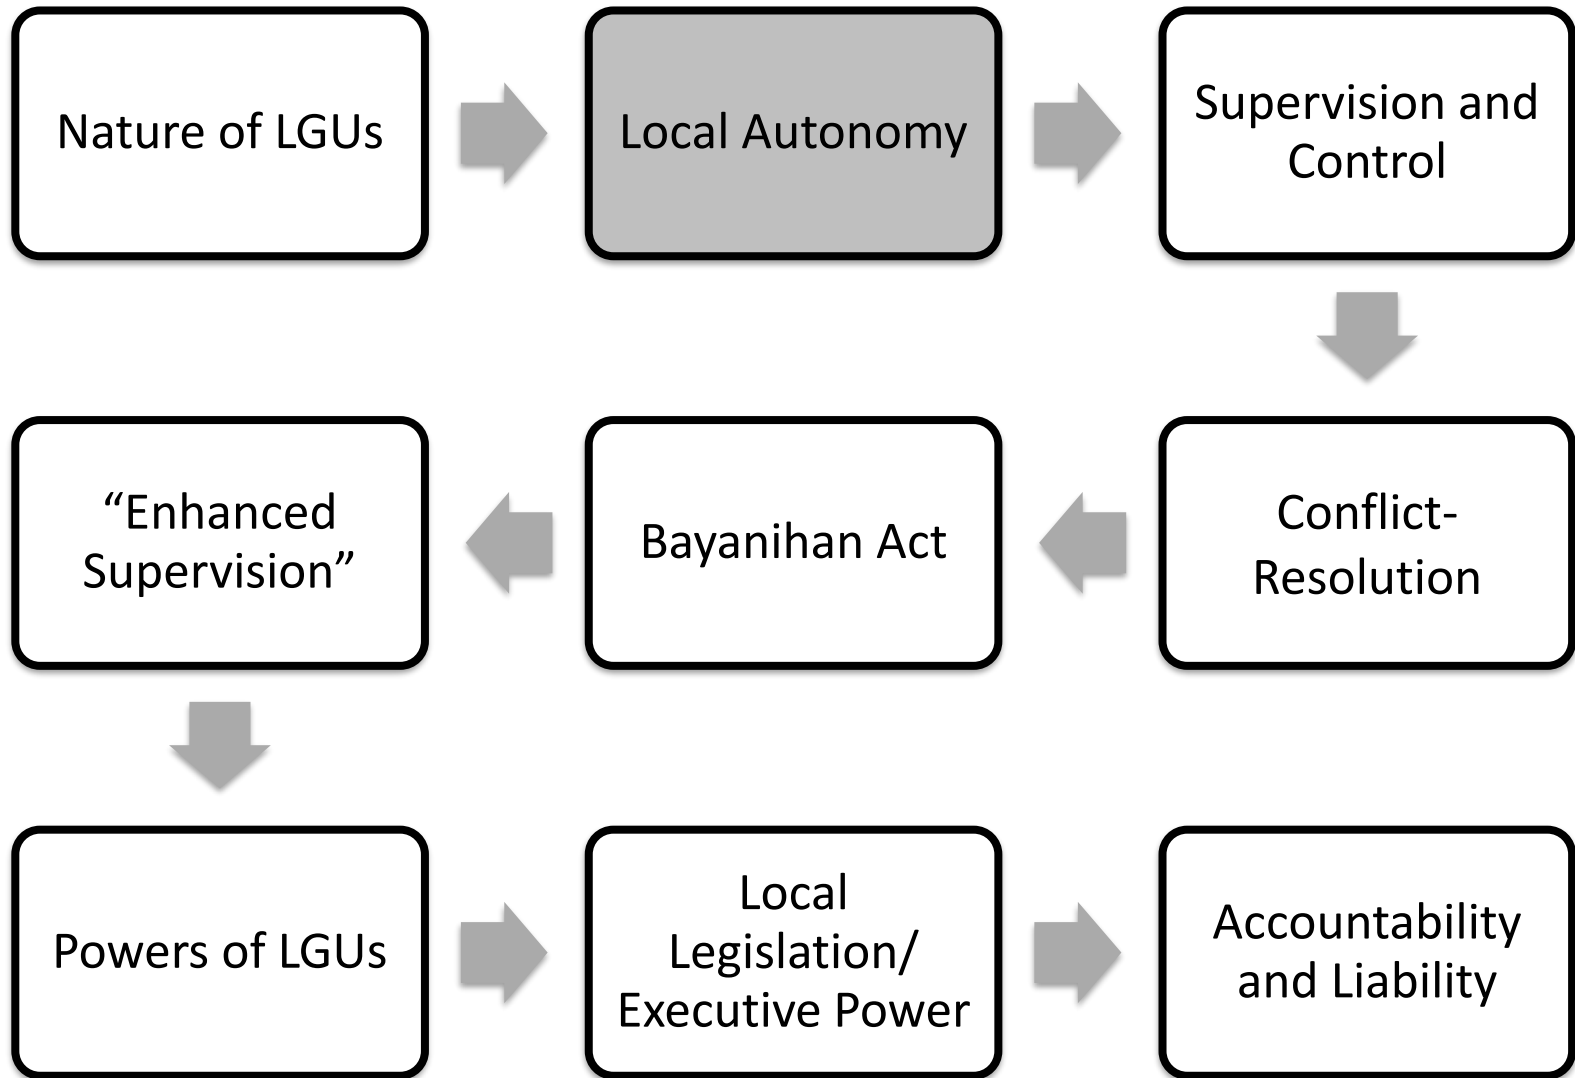 Nature of LGUs
Local Autonomy
Supervision and
Control
Conflict-
Resolution
Bayanihan Act
“Enhanced
Supervision”
Powers of LGUs
Local
Legislation/
Executive Power
Accountability
and Liability